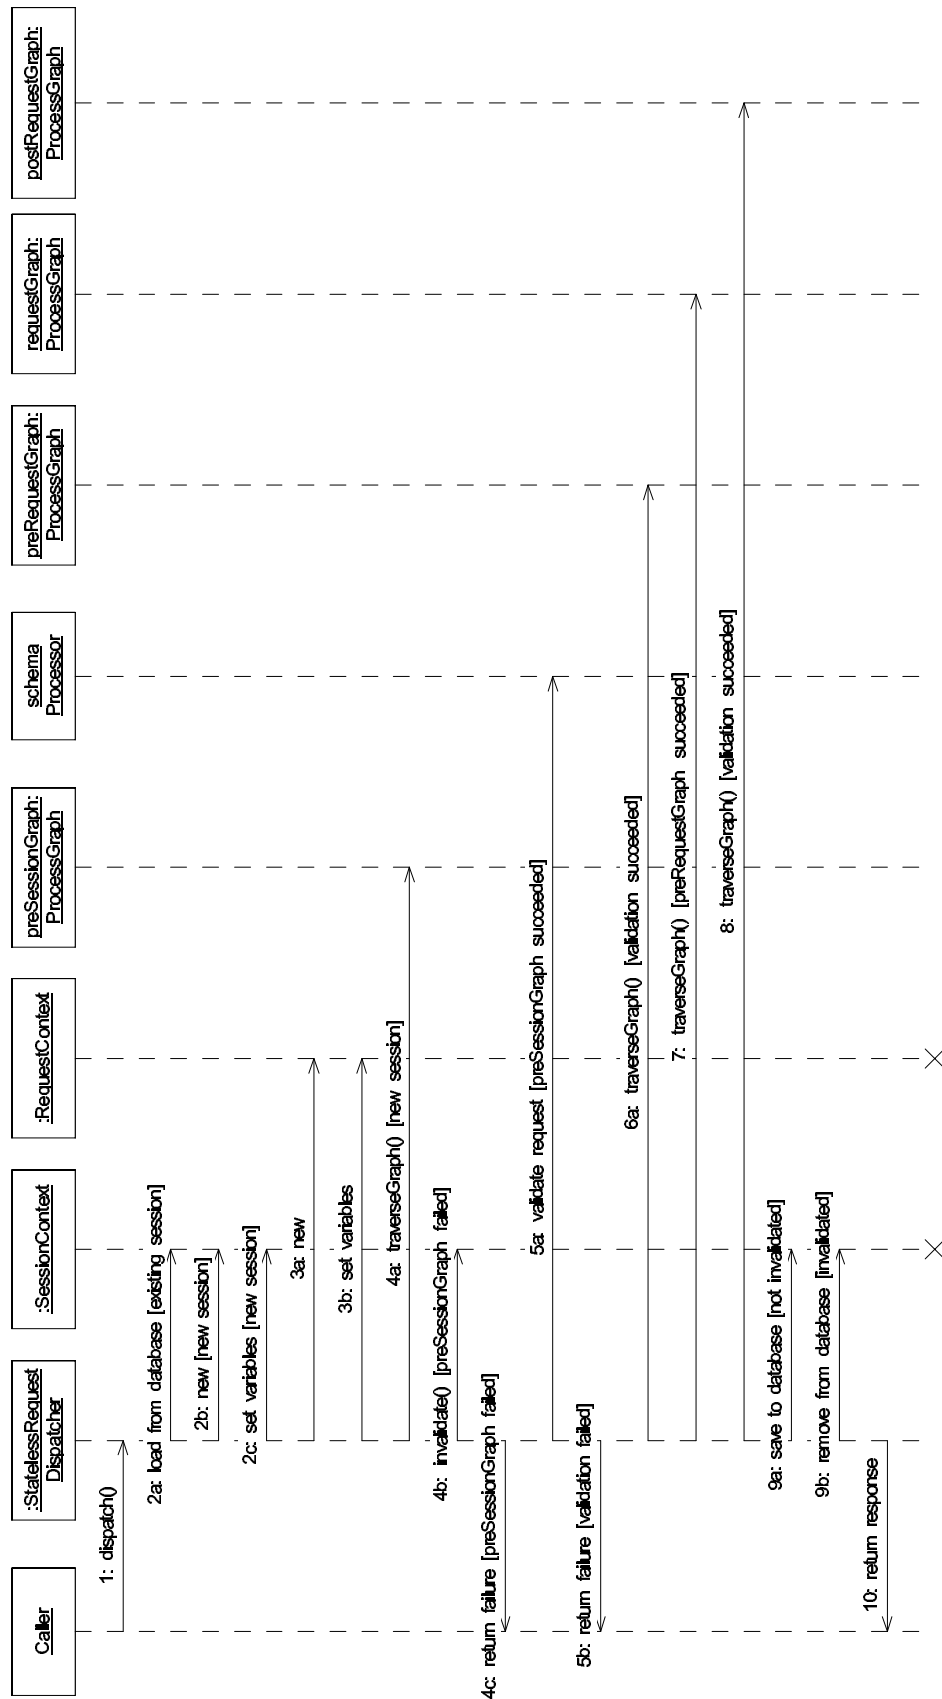 Caller
:StatelessRequest
Dispatcher
:SessionContext
:RequestContext
preSessionGraph:
ProcessGraph
schema
Processor
preRequestGraph:
ProcessGraph
requestGraph:
ProcessGraph
postRequestGraph:
ProcessGraph
1: dispatch()
2a: load from database [existing session]
2b: new [new session]
2c: set variables [new session]
3a: new
3b: set variables
4a: traverseGraph() [new session]
4b: invalidate() [preSessionGraph failed]
4c: return failure [preSessionGraph failed]
5a: validate request [preSessionGraph succeeded]
5b: return failure [validation failed]
6a: traverseGraph() [validation succeeded]
7: traverseGraph() [preRequestGraph succeeded]
8: traverseGraph() [validation succeeded]
9a: save to database [not invalidated]
9b: remove from database [invalidated]
10: return response